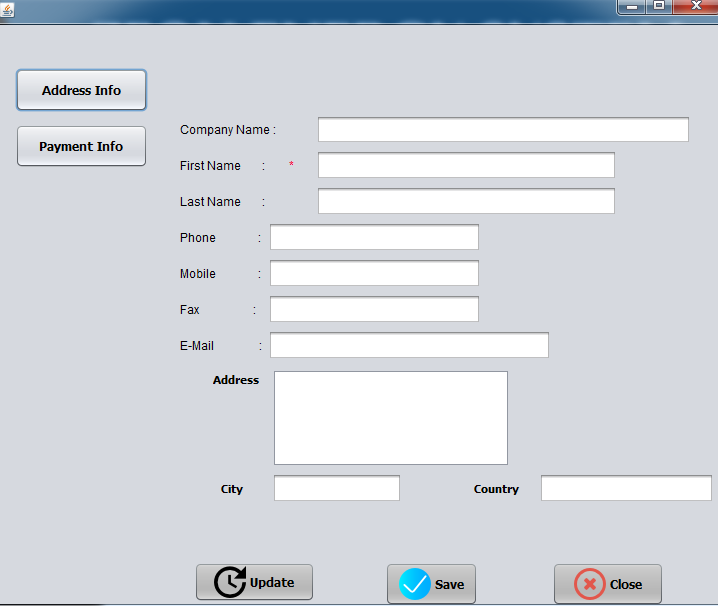 Address Info
Payment Info
Company Name :
First Name : *
Last Name :
Phone :
Mobile :
Fax :
E-Mail :
Address
City Country
Update Save Close